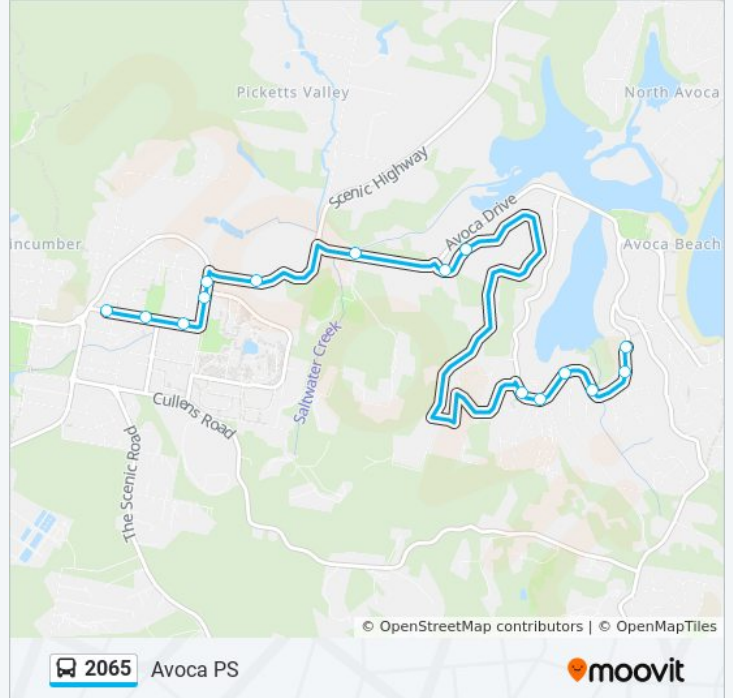 Picketts Valley
North Avoca
Scenic Highway
Avoca Drive
incumber
Avoca Beach
Saltwater Creek
Cullens Road
The Scenic Road
© OpenStreetMap contributors | © OpenMapTiles
2065 Avoca PS
moovit